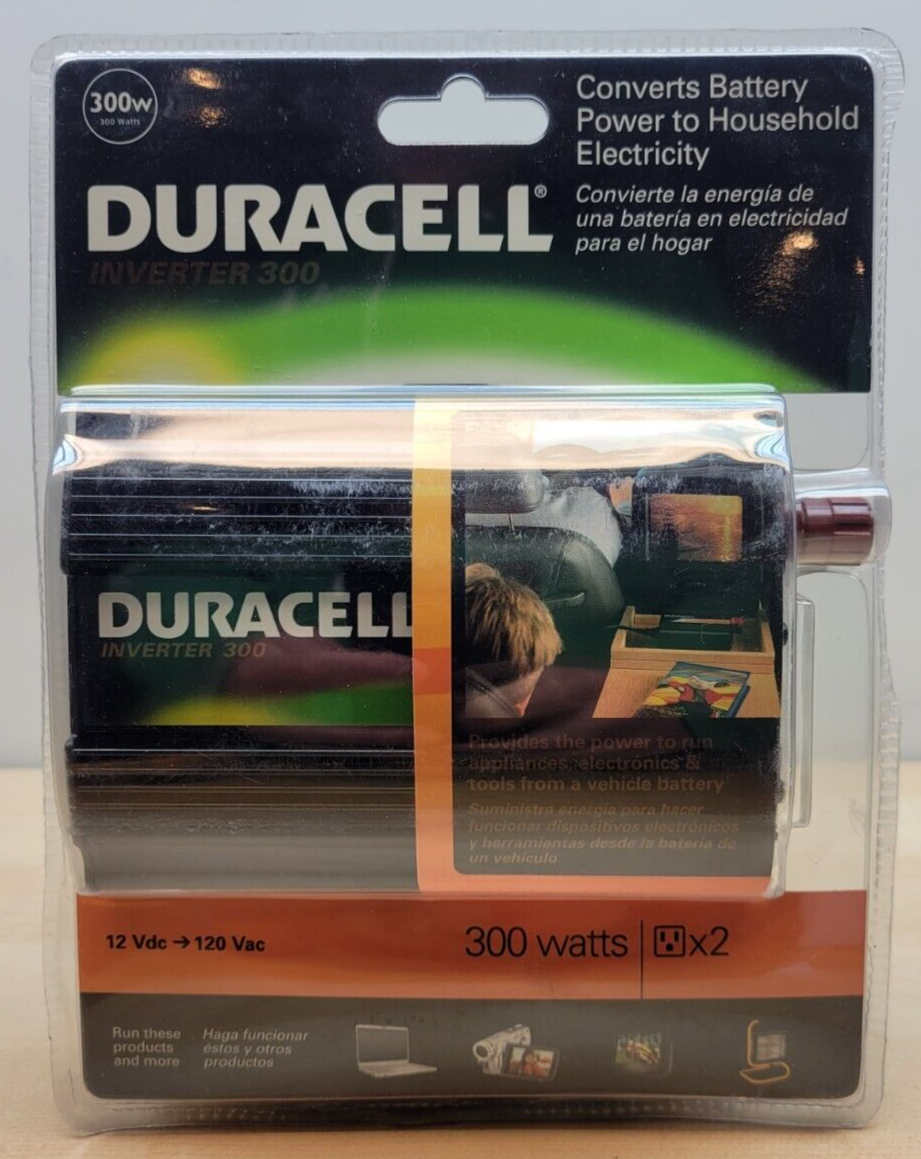 300w
300 Watts
Converts Battery
Power to Household
Electricity
DURACELL®
INVERTER 300
Convierte la energía de
una batería en electricidad
para el hogar
DURACELL
INVERTER 300
Provides the power to run
appliances, electronics &
tools from a vehicle battery
Suministra energía para hacer
funcionar dispositivos electrónicos
y herramientas desde la batería de
un vehículo
12 Vdc → 120 Vac
300 watts
x2
Run these
products
and more
Haga funcionar
éstos y otros
productos